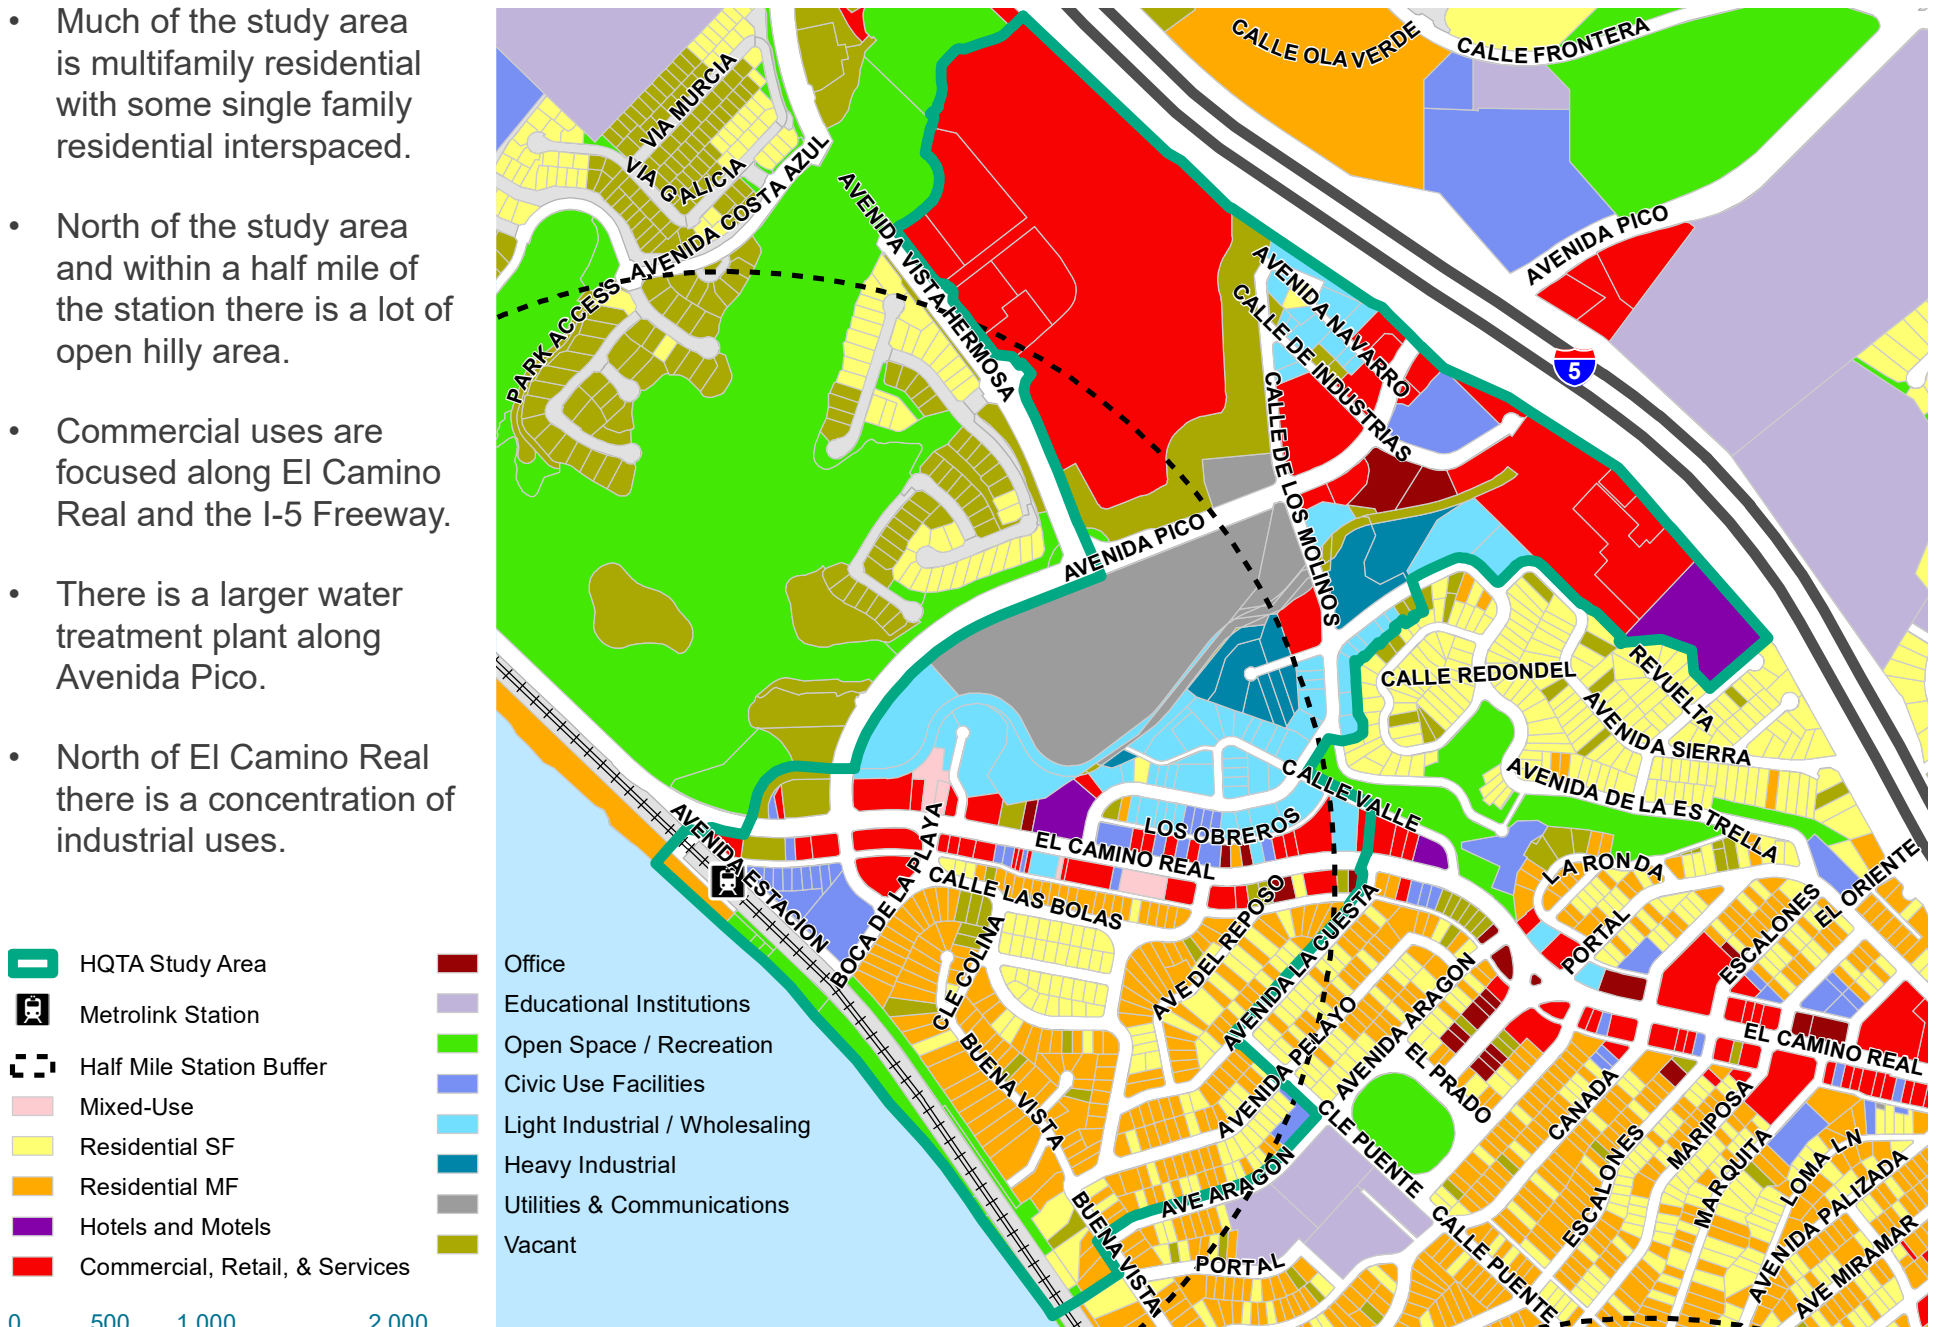 • Much of the study area
is multifamily residential
with some single family
residential interspaced.
• North of the study area
and within a half mile of
the station there is a lot of
open hilly area.
• Commercial uses are
focused along El Camino
Real and the I-5 Freeway.
• There is a larger water
treatment plant along
Avenida Pico.
• North of El Camino Real
there is a concentration of
industrial uses.
HQTA Study Area
Metrolink Station
Half Mile Station Buffer
Mixed-Use
Residential SF
Residential MF
Hotels and Motels
Commercial, Retail, & Services
Office
Educational Institutions
Open Space / Recreation
Civic Use Facilities
Light Industrial / Wholesaling
Heavy Industrial
Utilities & Communications
Vacant
0 500 1,000 2,000
CALLE OLA VERDE
CALLE FRONTERA
VIA MURCIA
VIA GALICIA
AVENIDA COSTA AZUL
AVENIDA VISTA HERMOSA
PARK ACCESS
AVENIDA PICO
AVENIDA NAVARRO
CALLE DE INDUSTRIAS
CALLE DE LOS MOLINOS
5
AVENIDA PICO
CALLE REDONDEL
REVUELTA
AVENIDA SIERRA
AVENIDA DE LA ESTRELLA
CALLE VALLE
LOS OBREROS
EL CAMINO REAL
AVENIDA ESTACION
BOCA DE LA PLAYA
CALLE LAS BOLAS
CLE COLINA
BUENA VISTA
AVE DEL REPOSO
AVENIDA LA CUESTA
AVENIDA PELAYO
AVENIDA ARAGON
EL PRADO
LA RONDA
PORTAL
ESCALONES
EL ORIENTE
EL CAMINO REAL
CLE PUENTE
CANADA
MARIPOSA
ESCALONES
MARQUITA
LOMA LN
AVENIDA PALIZADA
AVE MIRAMAR
CALLE PUENTE
AVE ARAGON
BUENA VISTA
PORTAL